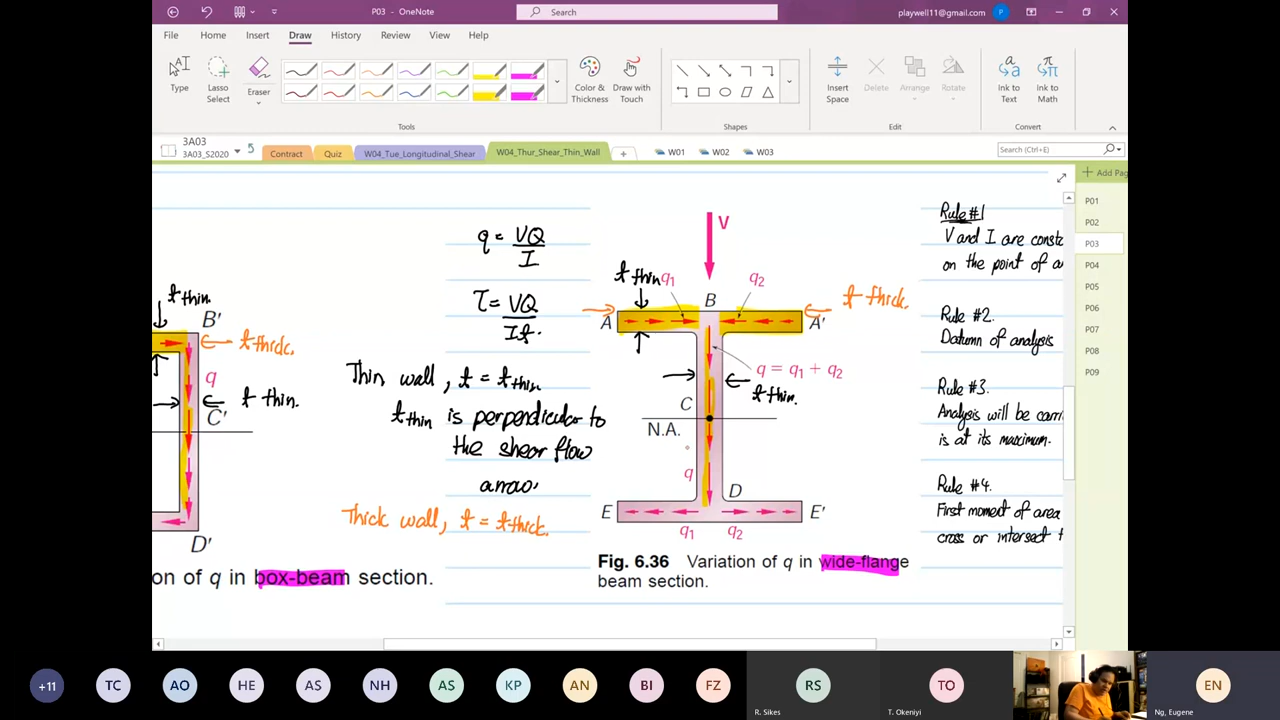 P03 - OneNote
Search
playwell11@gmail.com
P
File
Home
Insert
Draw
History
Review
View
Help
Type
Lasso
Select
Eraser
Color &
Thickness
Draw with
Touch
Insert
Space
Delete
Arrange
Rotate
Ink to
Text
Ink to
Math
Tools
Shapes
Edit
Convert
3A03
3A03_S2020
5
Contract
Quiz
W04_Tue_Longitudinal_Shear
W04_Thur_Shear_Thin_Wall
W01
W02
W03
Search (Ctrl+E)
Add Pag
P01
P02
P03
P04
P05
P06
P07
P08
P09
t thin.
B'
t thick.
q
t thin.
C'
D'
on of q in box-beam section.
q = VQ
I
τ = VQ
It.
Thin wall, t = t thin.
t thin is perpendicular to
the shear flow
arrow
Thick wall, t = t thick.
V
t thin
q1
B
q2
t thick.
A
A'
q = q1 + q2
t thin.
C
N.A.
q
D
E
E'
q1
q2
Fig. 6.36 Variation of q in wide-flange
beam section.
Rule #1
V and I are consta
on the point of an
Rule #2.
Datum of analysis
Rule #3.
Analysis will be carri
is at its maximum.
Rule #4.
First moment of area
cross or intersect t
+11
TC
AO
HE
AS
NH
AS
KP
AN
BI
FZ
RS
R. Sikes
TO
T. Okeniyi
EN
Ng, Eugene